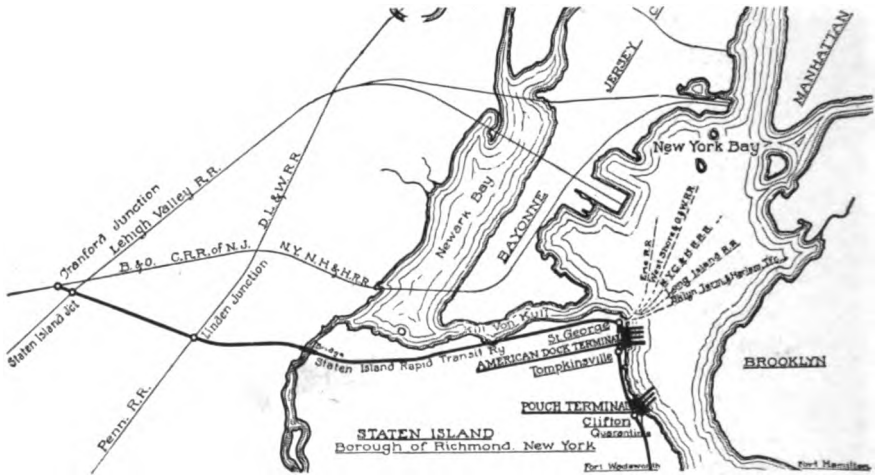 JERSEY
C.
MANHATTAN
New York Bay
Newark Bay
BAYONNE
D.L.&W.RR
Lehigh Valley R.R.
Cranford Junction
B.&O.
C.R.R. of N.J.
N.Y. N.H & H.R.R
Erie R R
West Shore & O & W R R
N Y C & H R R R
Long Island R R
Staten Island Jct
Linden Junction
Penn. R.R.
Kill Von Kull
Staten Island Rapid Transit Ry
St George
AMERICAN DOCK TERMINAL
Tompkinsville
BROOKLYN
POUCH TERMINAL
Clifton
Quarantine
STATEN ISLAND
Borough of Richmond. New York
Fort Wadsworth
Fort Hamilton